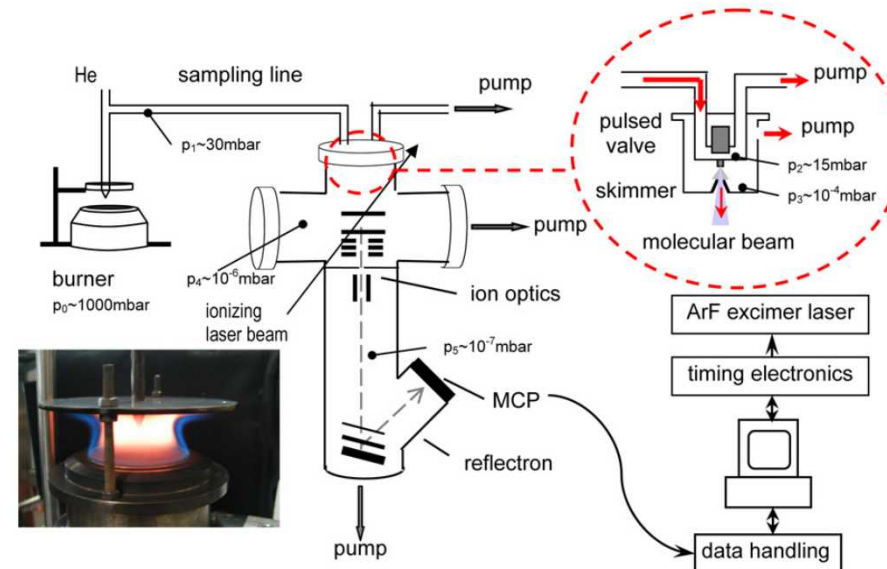 He
sampling line
pump
p₁~30mbar
burner
p₀~1000mbar
p₄~10⁻⁶mbar
ionizing
laser beam
pump
ion optics
p₅~10⁻⁷mbar
MCP
reflectron
pump
pump
pulsed
valve
pump
p₂~15mbar
skimmer
p₃~10⁻⁴mbar
molecular beam
ArF excimer laser
timing electronics
data handling